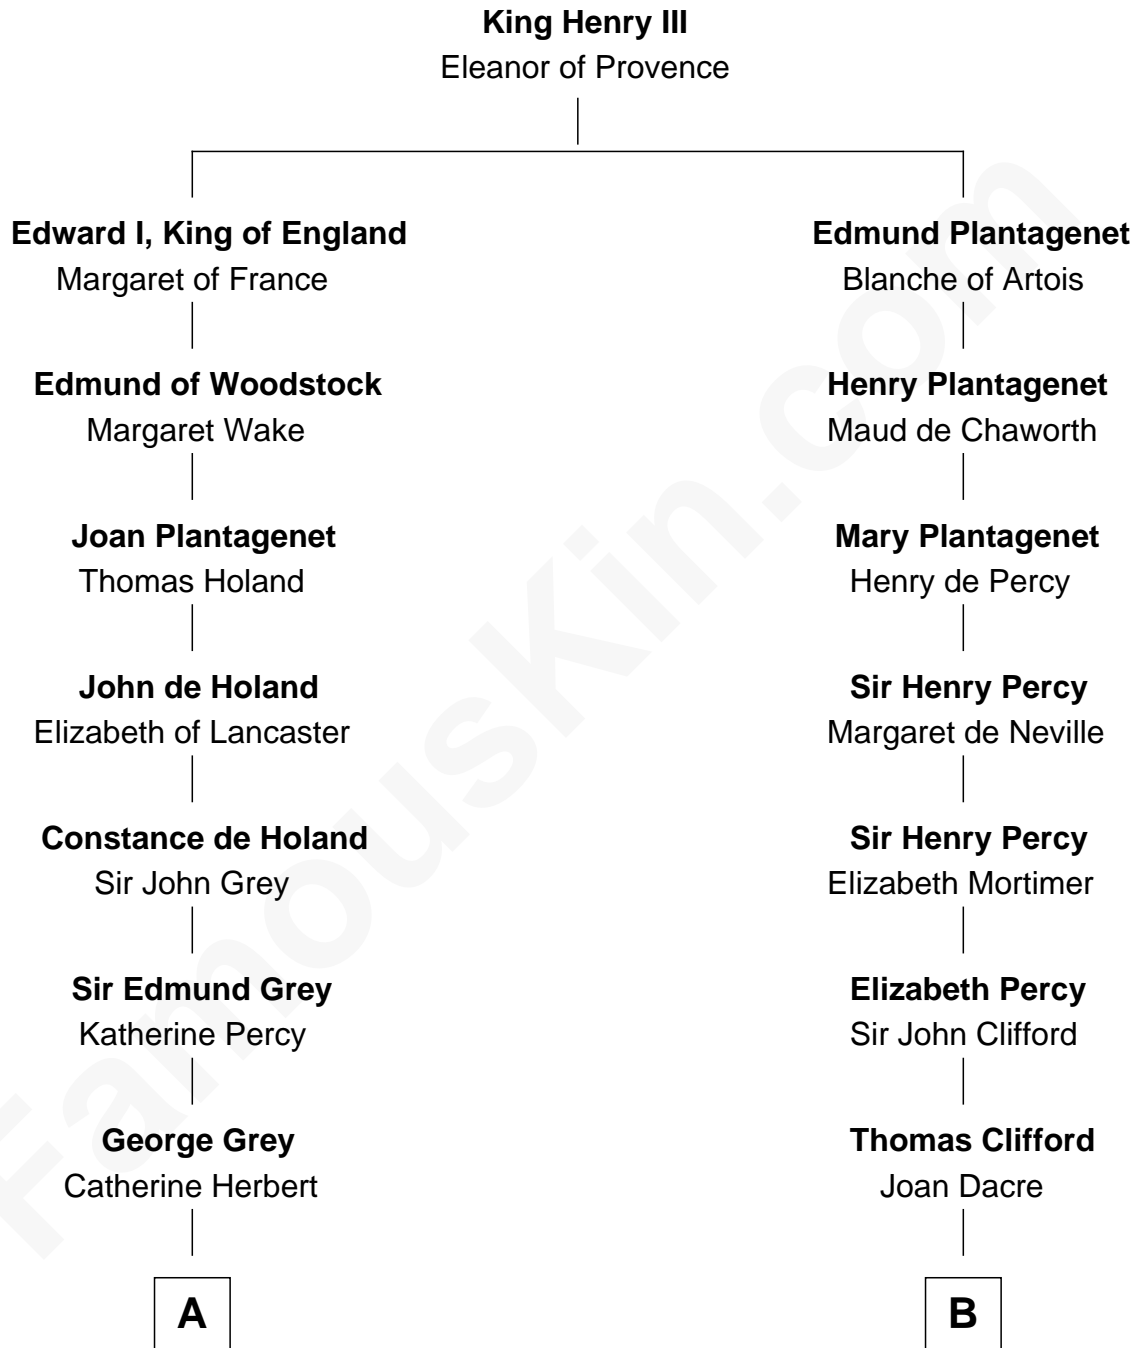 King Henry III
Eleanor of Provence
Edward I, King of England
Margaret of France
Edmund Plantagenet
Blanche of Artois
Edmund of Woodstock
Margaret Wake
Henry Plantagenet
Maud de Chaworth
Joan Plantagenet
Thomas Holand
Mary Plantagenet
Henry de Percy
John de Holand
Elizabeth of Lancaster
Sir Henry Percy
Margaret de Neville
Constance de Holand
Sir John Grey
Sir Henry Percy
Elizabeth Mortimer
Sir Edmund Grey
Katherine Percy
Elizabeth Percy
Sir John Clifford
George Grey
Catherine Herbert
Thomas Clifford
Joan Dacre
A
B
FamousKin.com